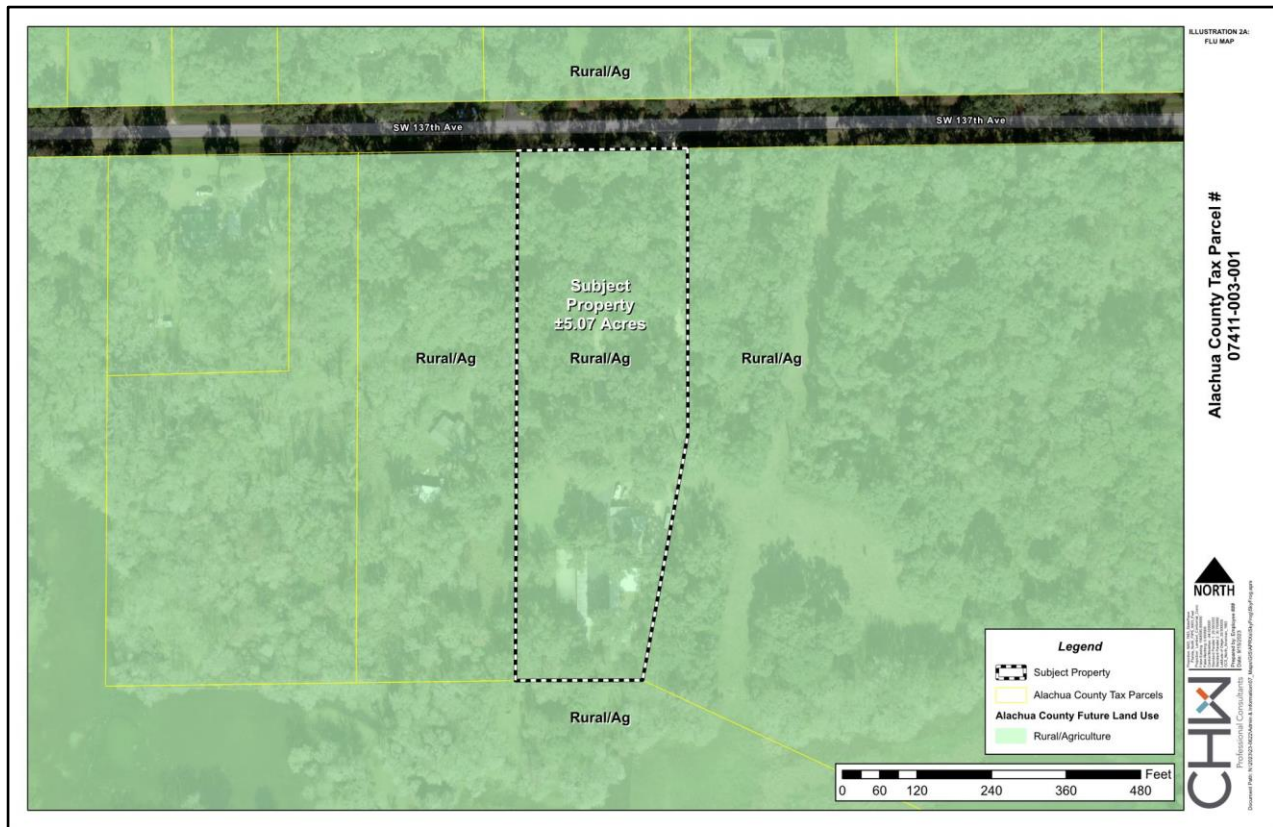 ILLUSTRATION 2A:
FLU MAP
Rural/Ag
SW 137th Ave
SW 137th Ave
Subject
Property
±5.07 Acres
Rural/Ag
Rural/Ag
Rural/Ag
Rural/Ag
Alachua County Tax Parcel #
07411-003-001
NORTH
Legend
Subject Property
Alachua County Tax Parcels
Alachua County Future Land Use
Rural/Agriculture
Feet
0 60 120 240 360 480
CHW
Professional Consultants